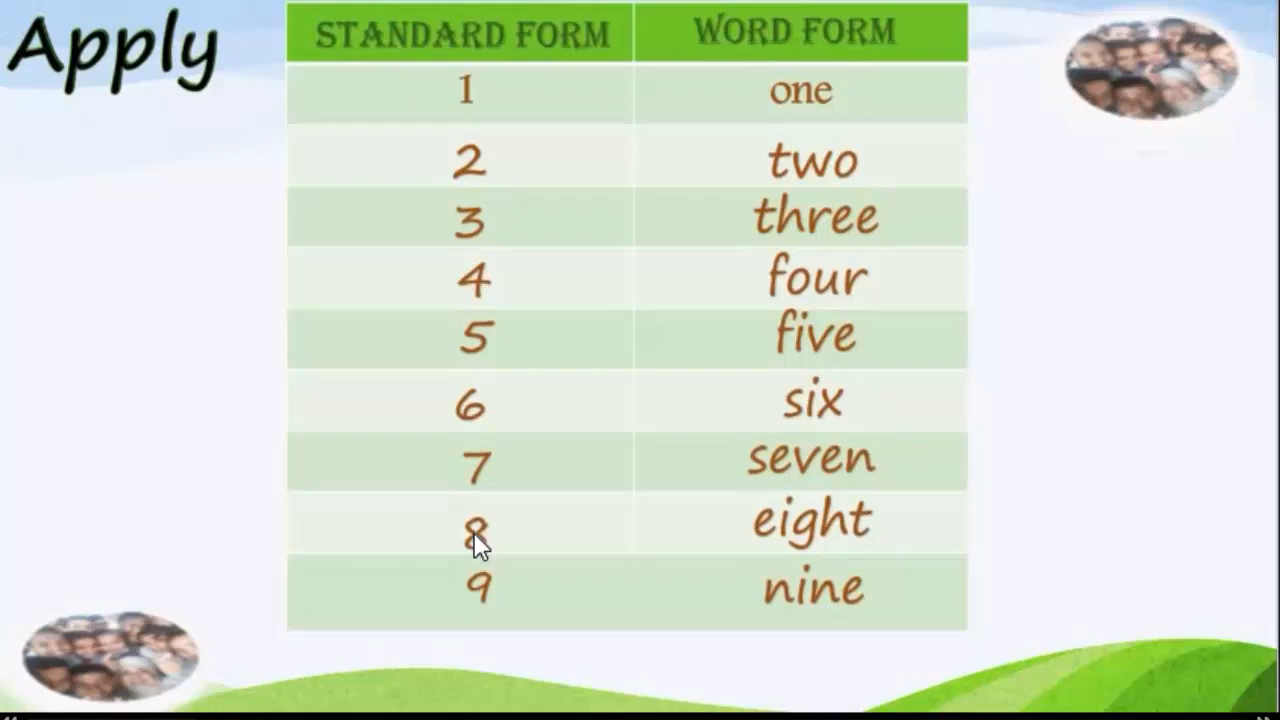 Apply
STANDARD FORM WORD FORM
1 one
2 two
3 three
4 four
5 five
6 six
7 seven
8 eight
9 nine